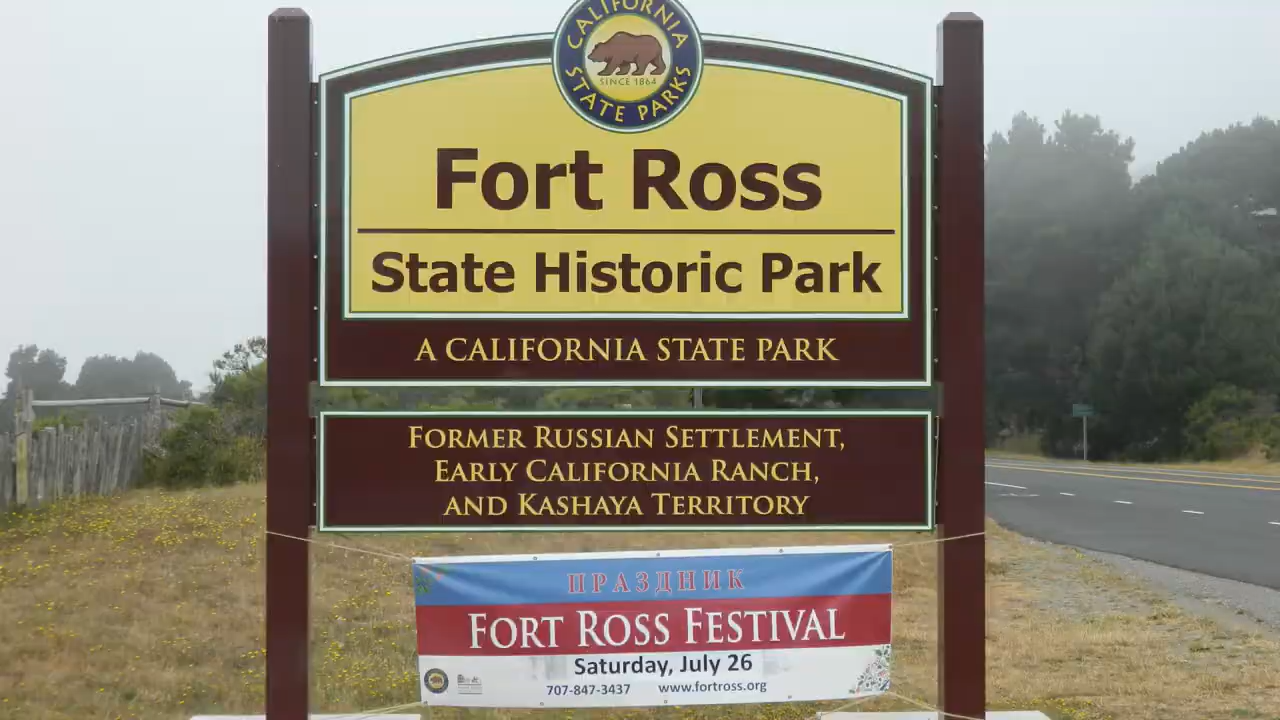 CALIFORNIA
SINCE 1864
STATE PARKS
Fort Ross
State Historic Park
A CALIFORNIA STATE PARK
FORMER RUSSIAN SETTLEMENT,
EARLY CALIFORNIA RANCH,
AND KASHAYA TERRITORY
ПРАЗДНИК
FORT ROSS FESTIVAL
Saturday, July 26
707-847-3437 www.fortross.org